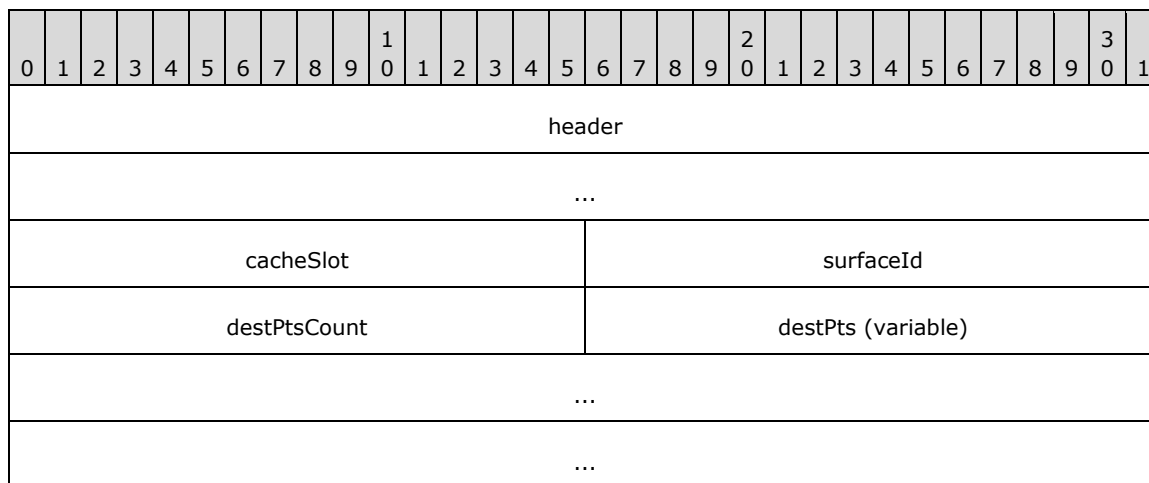 1 2 3
0 1 2 3 4 5 6 7 8 9 0 1 2 3 4 5 6 7 8 9 0 1 2 3 4 5 6 7 8 9 0 1
header
...
cacheSlot surfaceId
destPtsCount destPts (variable)
...
...